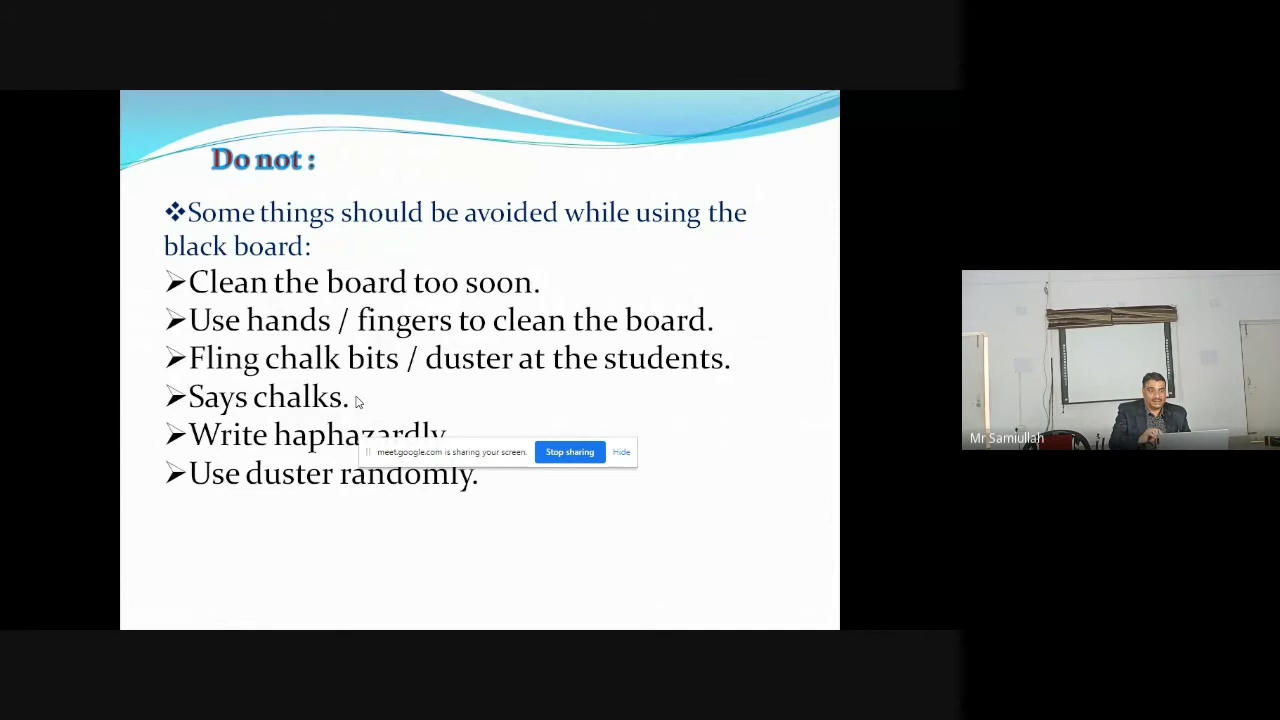 Do not :
❖Some things should be avoided while using the
black board:
➢Clean the board too soon.
➢Use hands / fingers to clean the board.
➢Fling chalk bits / duster at the students.
➢Says chalks.
➢Write haphazardly
meet.google.com is sharing your screen. Stop sharing Hide
➢Use duster randomly.
Mr Samiullah